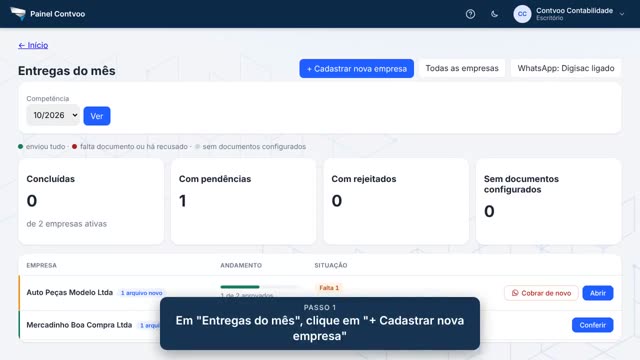 Painel Contvoo
CC
Contvoo Contabilidade
Escritório
← Início
Entregas do mês
+ Cadastrar nova empresa
Todas as empresas
WhatsApp: Digisac ligado
Competência
10/2026
Ver
enviou tudo · falta documento ou há recusado · sem documentos configurados
Concluídas
0
de 2 empresas ativas
Com pendências
1
Com rejeitados
0
Sem documentos
configurados
0
EMPRESA
ANDAMENTO
SITUAÇÃO
Auto Peças Modelo Ltda
1 arquivo novo
1 de 2 aprovados
Falta 1
Cobrar de novo
Abrir
Mercadinho Boa Compra Ltda
Conferir
PASSO 1
Em "Entregas do mês", clique em "+ Cadastrar nova
empresa"